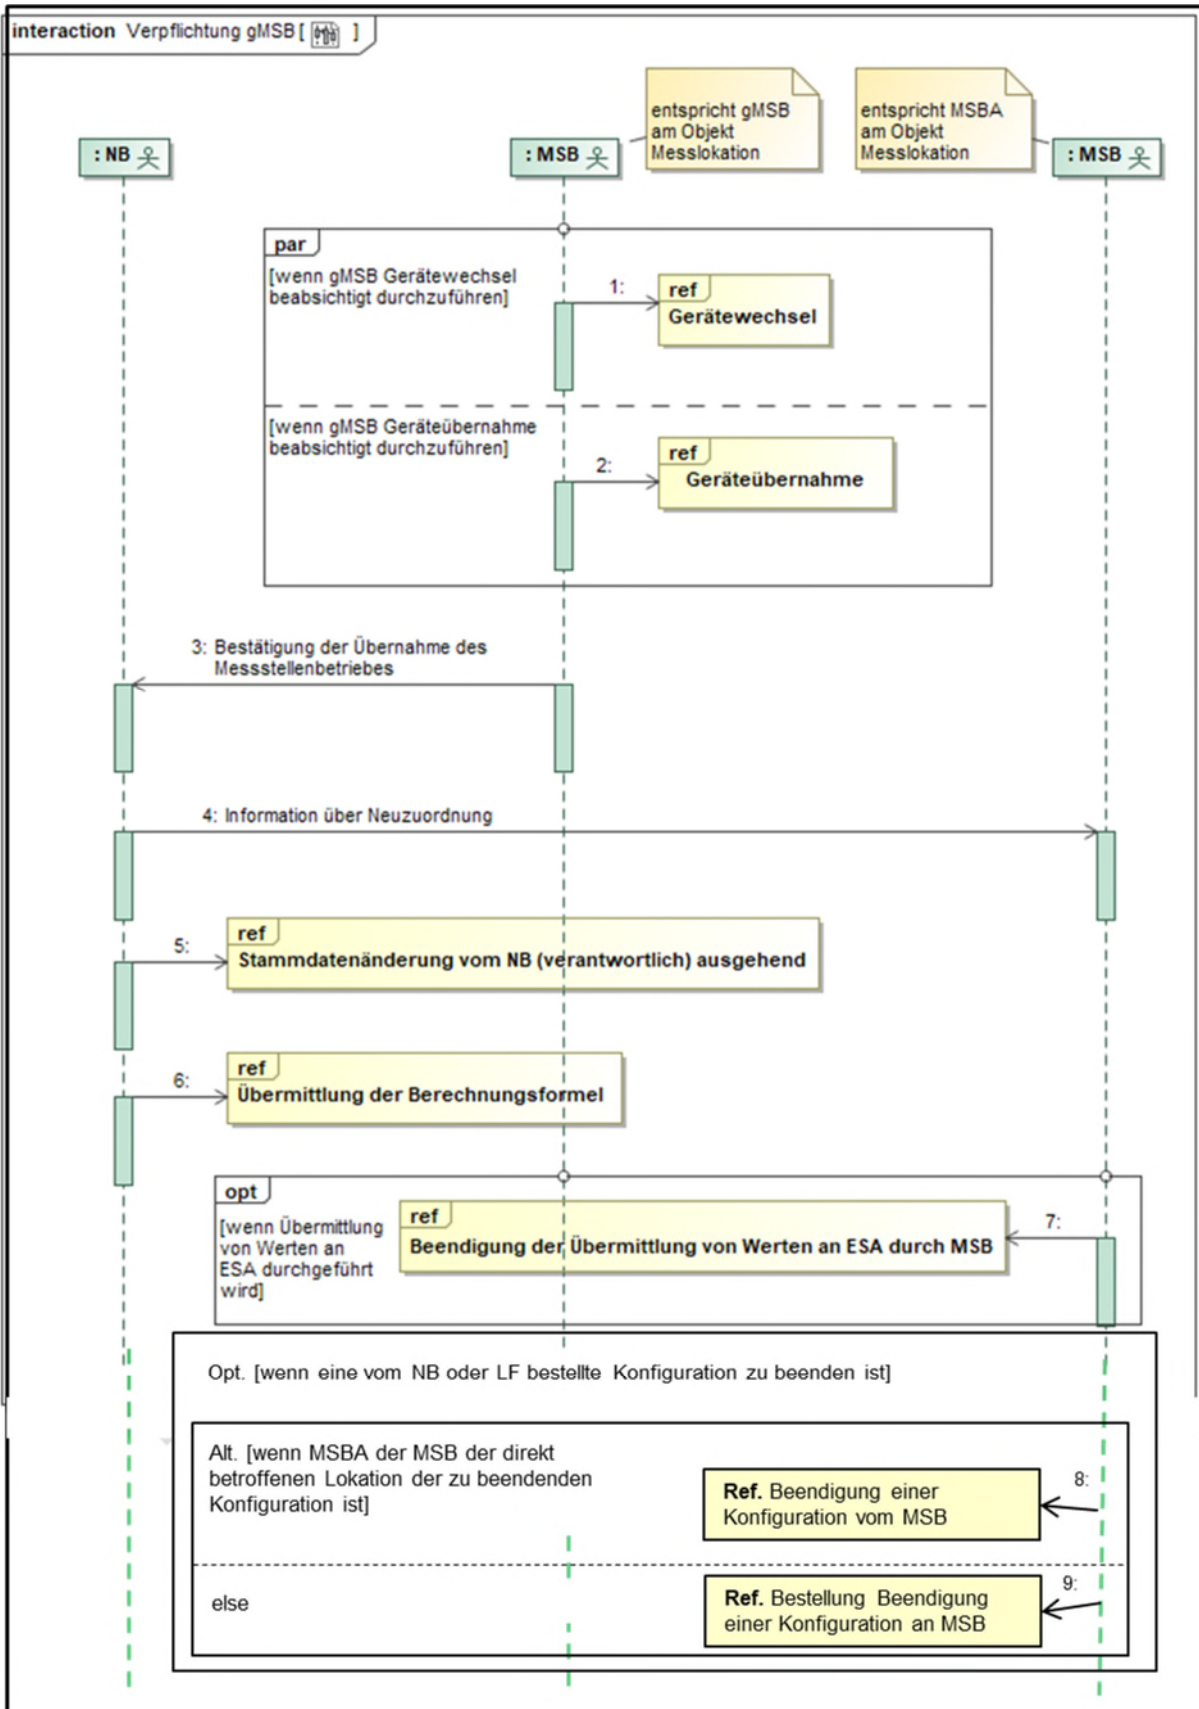 interaction Verpflichtung gMSB [ ]
entspricht gMSB
am Objekt
Messlokation
entspricht MSBA
am Objekt
Messlokation
: NB
: MSB
: MSB
par
[wenn gMSB Gerätewechsel
beabsichtigt durchzuführen]
1:
ref
Gerätewechsel
[wenn gMSB Geräteübernahme
beabsichtigt durchzuführen]
2:
ref
Geräteübernahme
3: Bestätigung der Übernahme des
Messstellenbetriebes
4: Information über Neuzuordnung
5:
ref
Stammdatenänderung vom NB (verantwortlich) ausgehend
6:
ref
Übermittlung der Berechnungsformel
opt
[wenn Übermittlung
von Werten an
ESA durchgeführt
wird]
ref
Beendigung der Übermittlung von Werten an ESA durch MSB
7:
Opt. [wenn eine vom NB oder LF bestellte Konfiguration zu beenden ist]
Alt. [wenn MSBA der MSB der direkt
betroffenen Lokation der zu beendenden
Konfiguration ist]
Ref. Beendigung einer
Konfiguration vom MSB
8:
else
Ref. Bestellung Beendigung
einer Konfiguration an MSB
9: